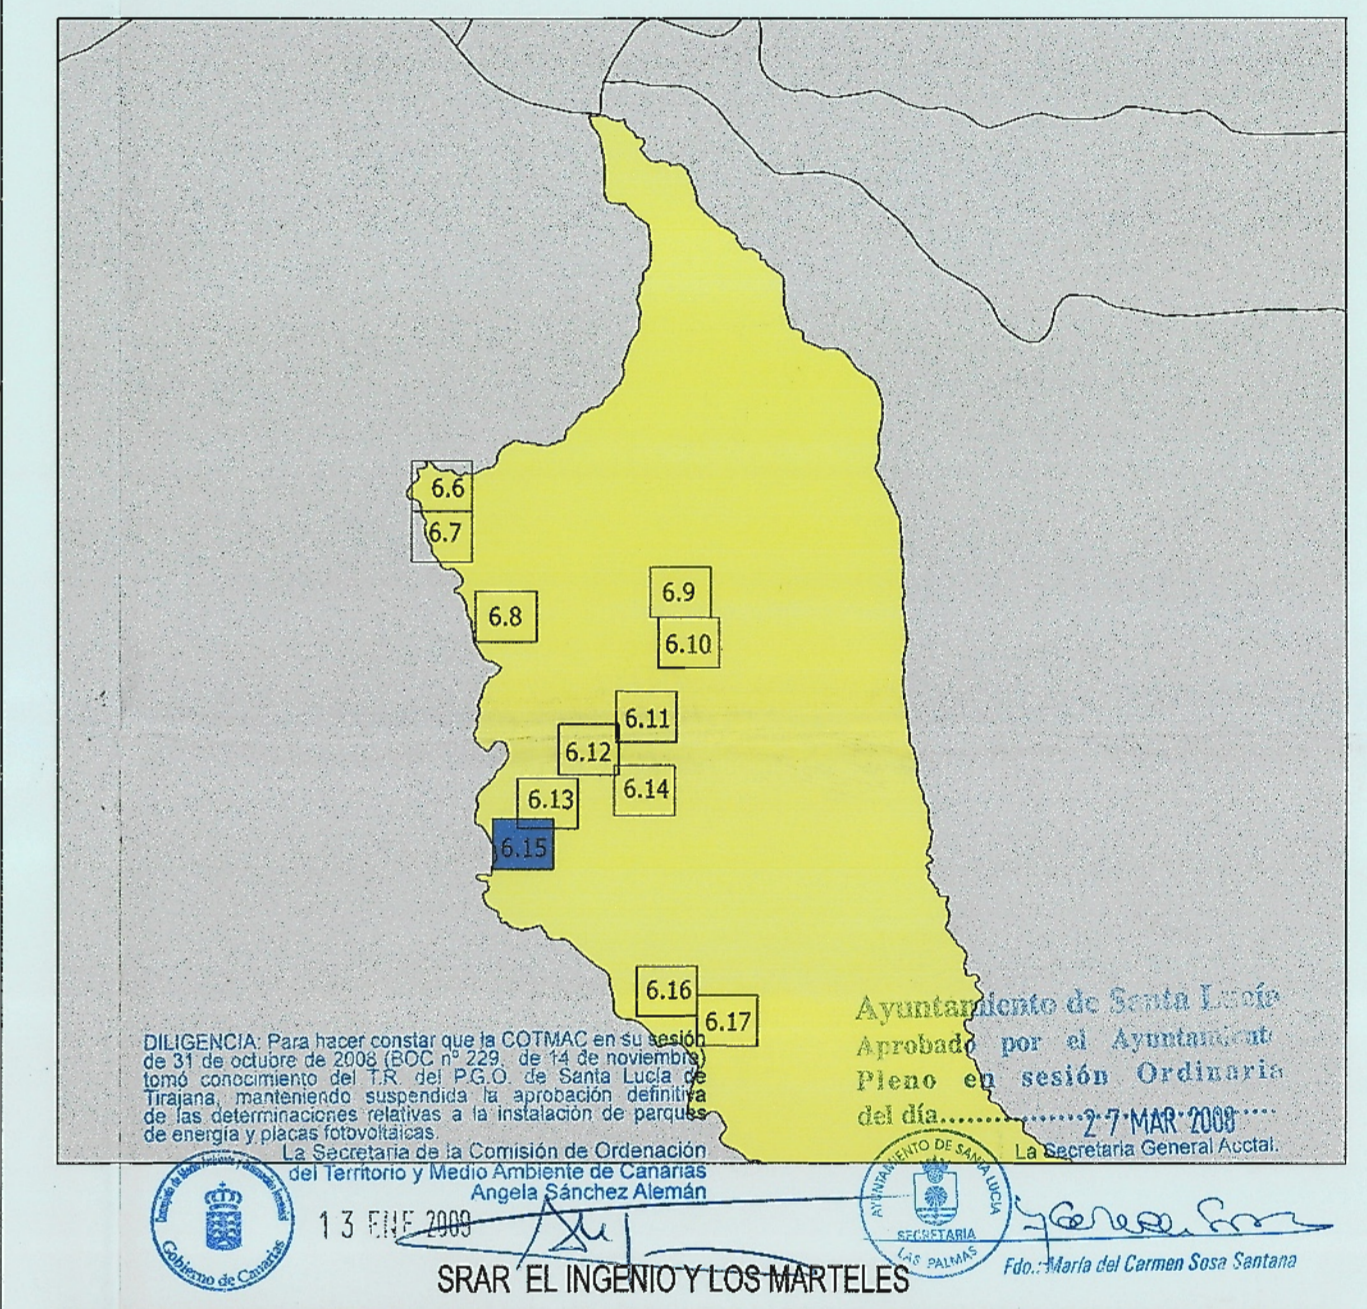 6.6
6.7
6.8
6.9
6.10
6.11
6.12
6.13
6.14
6.15
6.16
6.17
DILIGENCIA: Para hacer constar que la COTMAC en su sesión
de 31 de octubre de 2008 (BOC nº 229, de 14 de noviembre)
tomó conocimiento del T.R. del P.G.O. de Santa Lucía de
Tirajana, manteniendo suspendida la aprobación definitiva
de las determinaciones relativas a la instalación de parques
de energía y placas fotovoltaicas.
La Secretaria de la Comisión de Ordenación
del Territorio y Medio Ambiente de Canarias
Angela Sánchez Alemán
13 ENE 2009
Gobierno de Canarias
Ayuntamiento de Santa Lucía
Aprobado por el Ayuntamiento
Pleno en sesión Ordinaria
del día 27 MAR 2008
La Secretaria General Acctal.
AYUNTAMIENTO DE SANTA LUCIA
SECRETARIA
LAS PALMAS
Fdo.: María del Carmen Sosa Santana
SRAR EL INGENIO Y LOS MARTELES